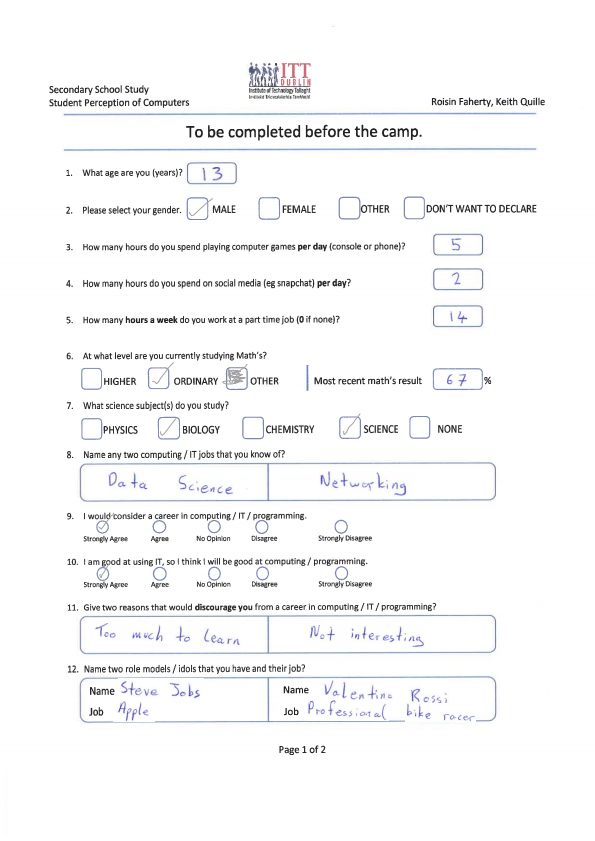 ITT
DUBLIN
Institute of Technology Tallaght
Institiúid Teicneolaíochta Tamhlacht
Secondary School Study
Student Perception of Computers
Roisin Faherty, Keith Quille
To be completed before the camp.
1. What age are you (years)? 13
2. Please select your gender. MALE FEMALE OTHER DON'T WANT TO DECLARE
3. How many hours do you spend playing computer games per day (console or phone)? 5
4. How many hours do you spend on social media (eg snapchat) per day? 2
5. How many hours a week do you work at a part time job (0 if none)? 14
6. At what level are you currently studying Math's?
HIGHER ORDINARY OTHER Most recent math's result 67 %
7. What science subject(s) do you study?
PHYSICS BIOLOGY CHEMISTRY SCIENCE NONE
8. Name any two computing / IT jobs that you know of?
Data Science Networking
9. I would consider a career in computing / IT / programming.
Strongly Agree Agree No Opinion Disagree Strongly Disagree
10. I am good at using IT, so I think I will be good at computing / programming.
Strongly Agree Agree No Opinion Disagree Strongly Disagree
11. Give two reasons that would discourage you from a career in computing / IT / programming?
Too much to learn Not interesting
12. Name two role models / idols that you have and their job?
Name Steve Jobs Name Valentino Rossi
Job Apple Job Professional bike racer
Page 1 of 2